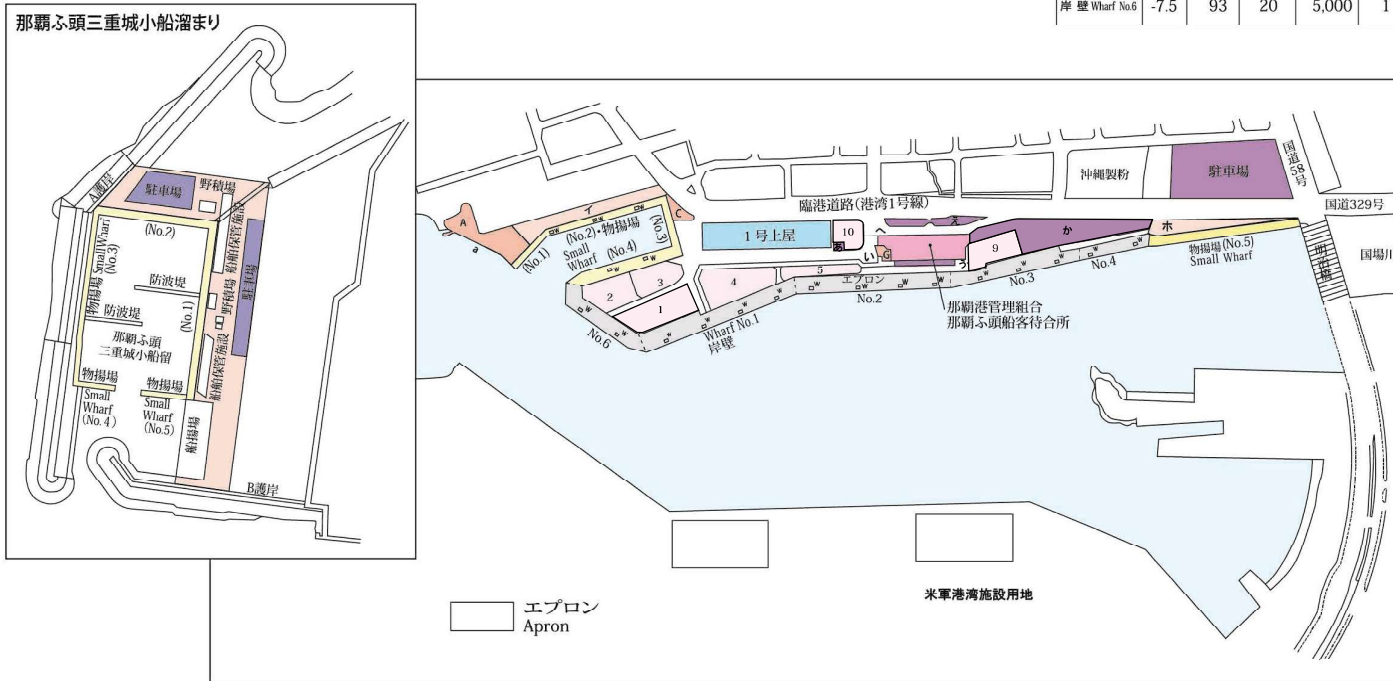 岸 壁 Wharf No.6 -7.5 93 20 5,000 1
那覇ふ頭三重城小船溜まり
A護岸
駐車場
野積場
(No.2)
船舶保管施設
物揚場 Small Wharf
(No.3)
防波堤
野積場
駐車場
防波堤
(No.1)
那覇ふ頭
三重城小船留
船舶保管施設
物揚場
物揚場
Small
Wharf
(No. 4)
Small
Wharf
(No.5)
船揚場
B護岸
国道58号
沖縄製粉
駐車場
国道329号
臨港道路(港湾1号線)
A
a
イ
C
(No.1)
(No.2)・物揚場
Small
Wharf (No.4)
(No.3)
1号上屋
10
あ
い
へ
G
え
う
か
9
ホ
物揚場(No.5)
Small Wharf
明治橋
国場川
2
3
1
4
5
エプロン
No.2
No.3
No.4
No.6
Wharf No.1
岸壁
那覇港管理組合
那覇ふ頭船客待合所
米軍港湾施設用地
エプロン
Apron